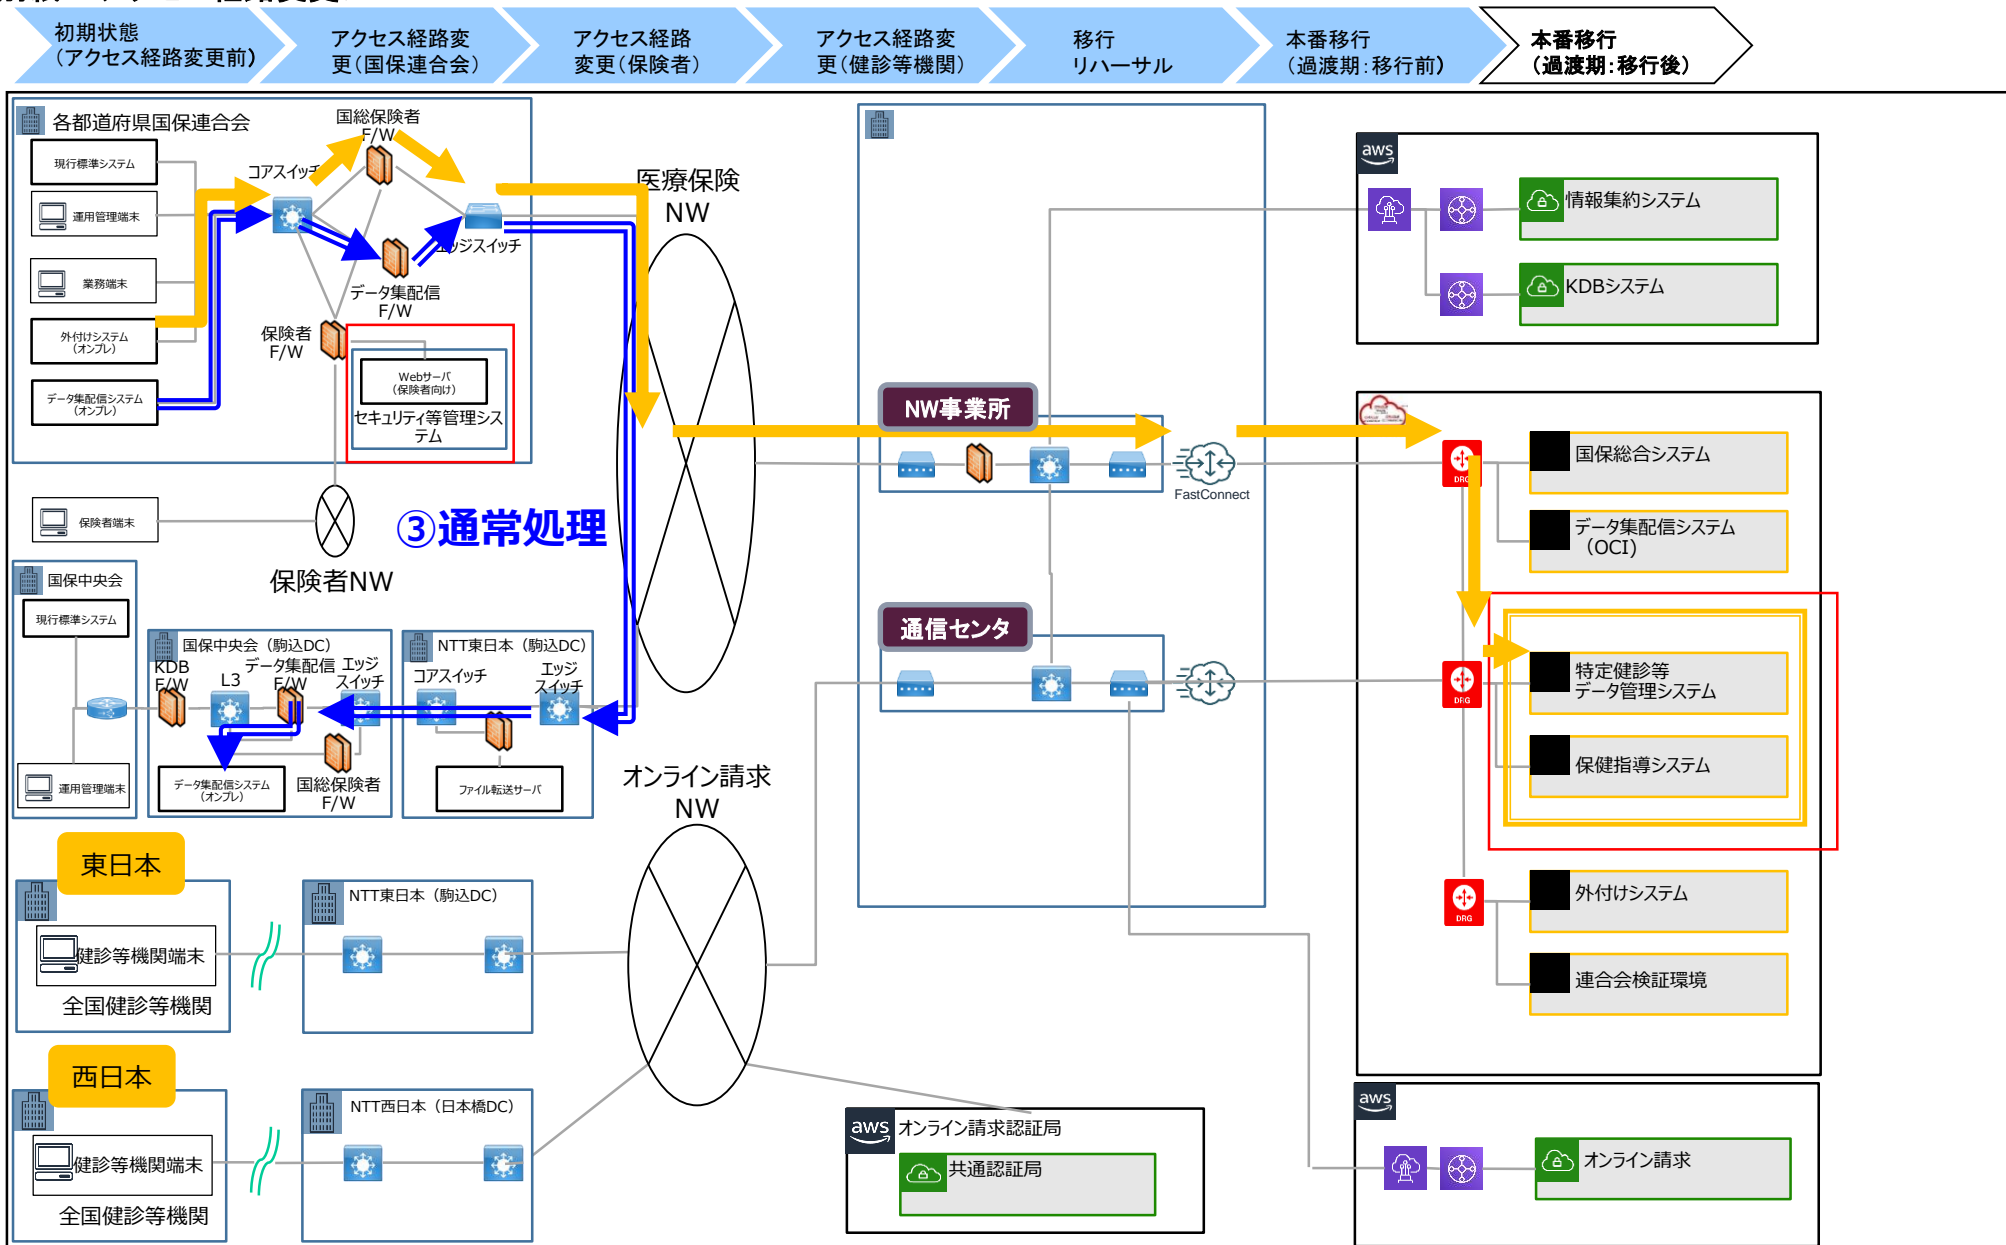 初期状態
(アクセス経路変更前)
アクセス経路変
更(国保連合会)
アクセス経路
変更(保険者)
アクセス経路変
更(健診等機関)
移行
リハーサル
本番移行
(過渡期:移行前)
本番移行
(過渡期:移行後)
各都道府県国保連合会
現行標準システム
運用管理端末
業務端末
外付けシステム
(オンプレ)
データ集配信システム
(オンプレ)
コアスイッチ
国総保険者
F/W
エッジスイッチ
データ集配信
F/W
保険者
F/W
Webサーバ
(保険者向け)
セキュリティ等管理シス
テム
医療保険
NW
保険者端末
保険者NW
③通常処理
国保中央会
現行標準システム
運用管理端末
国保中央会(駒込DC)
KDB
F/W
L3
データ集配信
F/W
エッジ
スイッチ
データ集配信システム
(オンプレ)
国総保険者
F/W
NTT東日本(駒込DC)
コアスイッチ
エッジ
スイッチ
ファイル転送サーバ
オンライン請求
NW
東日本
健診等機関端末
全国健診等機関
NTT東日本(駒込DC)
西日本
健診等機関端末
全国健診等機関
NTT西日本(日本橋DC)
NW事業所
FastConnect
通信センタ
aws
オンライン請求認証局
共通認証局
aws
情報集約システム
KDBシステム
DRG
国保総合システム
データ集配信システム
(OCI)
DRG
特定健診等
データ管理システム
保健指導システム
DRG
外付けシステム
連合会検証環境
aws
オンライン請求